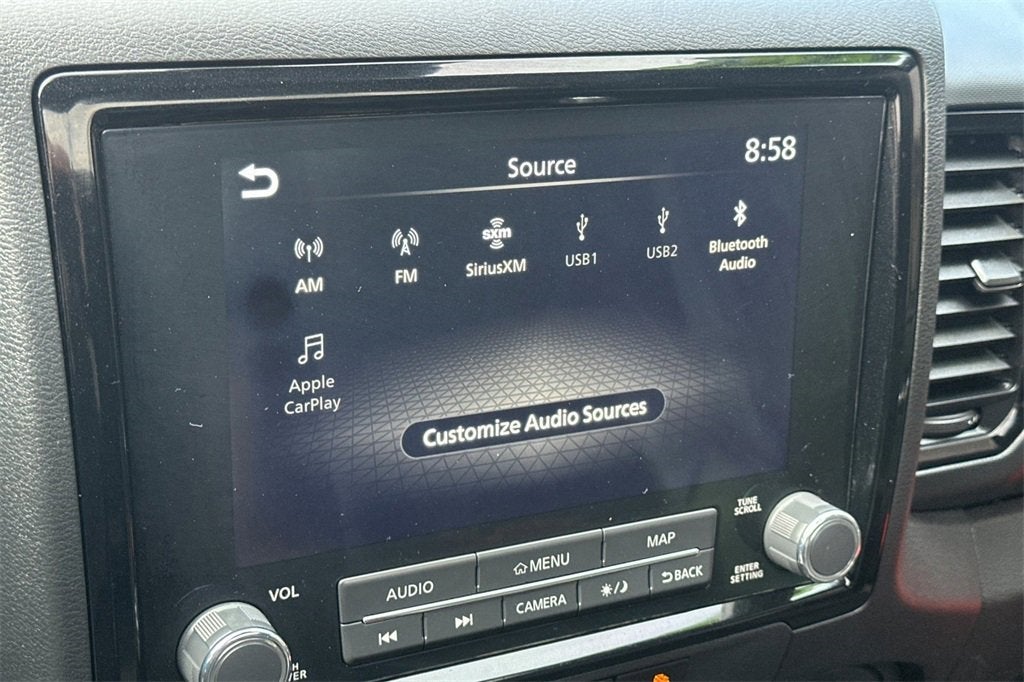 Source
8:58
AM
FM
sxm
SiriusXM
USB1
USB2
Bluetooth
Audio
Apple
CarPlay
Customize Audio Sources
TUNE
SCROLL
VOL
AUDIO
MENU
MAP
CAMERA
BACK
ENTER
SETTING